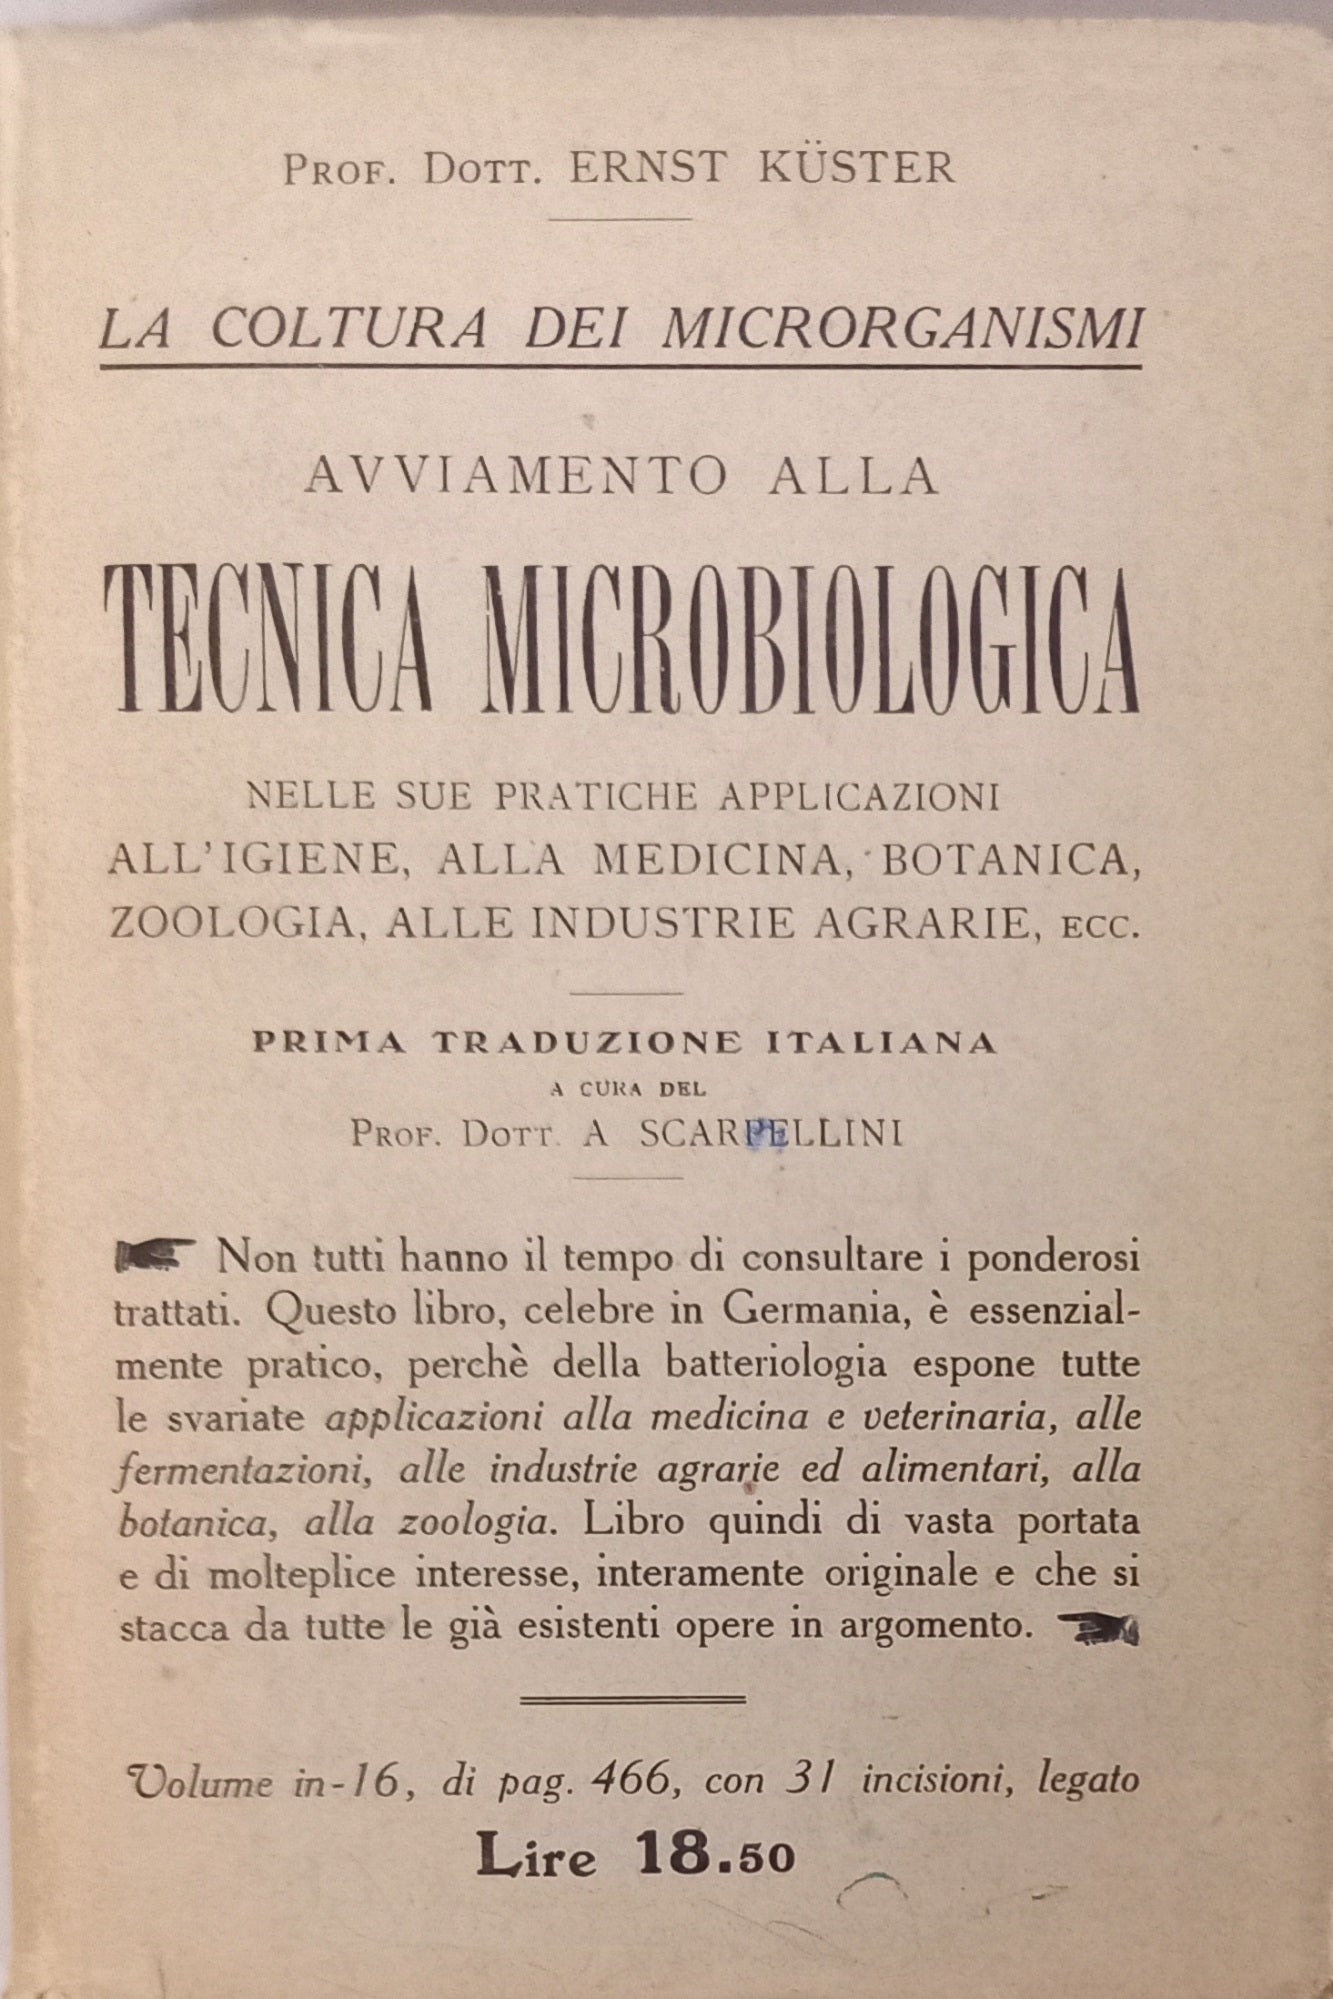 PROF. DOTT. ERNST KÜSTER
LA COLTURA DEI MICRORGANISMI
AVVIAMENTO ALLA
TECNICA MICROBIOLOGICA
NELLE SUE PRATICHE APPLICAZIONI
ALL'IGIENE, ALLA MEDICINA, BOTANICA,
ZOOLOGIA, ALLE INDUSTRIE AGRARIE, ECC.
PRIMA TRADUZIONE ITALIANA
A CURA DEL
PROF. DOTT. A SCARPELLINI
Non tutti hanno il tempo di consultare i ponderosi
trattati. Questo libro, celebre in Germania, è essenzial-
mente pratico, perchè della batteriologia espone tutte
le svariate applicazioni alla medicina e veterinaria, alle
fermentazioni, alle industrie agrarie ed alimentari, alla
botanica, alla zoologia. Libro quindi di vasta portata
e di molteplice interesse, interamente originale e che si
stacca da tutte le già esistenti opere in argomento.
Volume in-16, di pag. 466, con 31 incisioni, legato
Lire 18.50